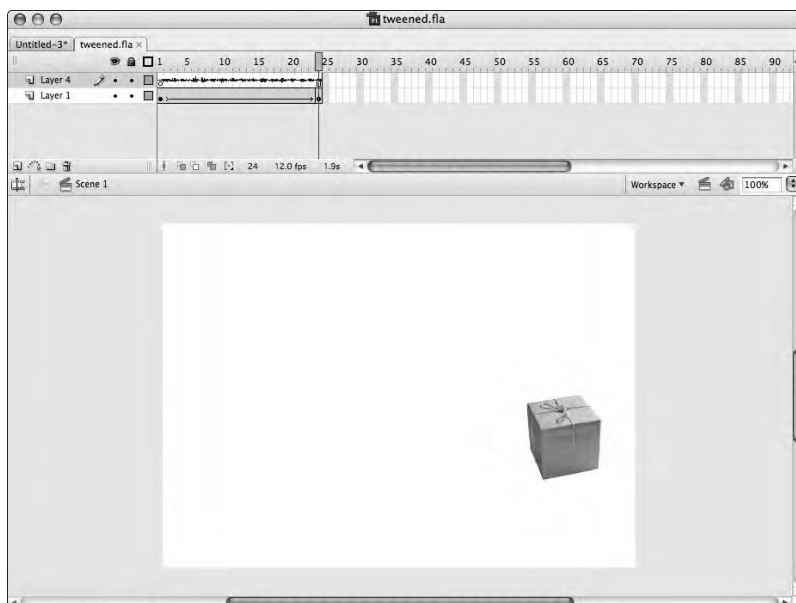 tweened.fla
Untitled-3* tweened.fla ×
1 5 10 15 20 25 30 35 40 45 50 55 60 65 70 75 80 85 90
Layer 4
Layer 1
24 12.0 fps 1.9s
Scene 1 Workspace 100%